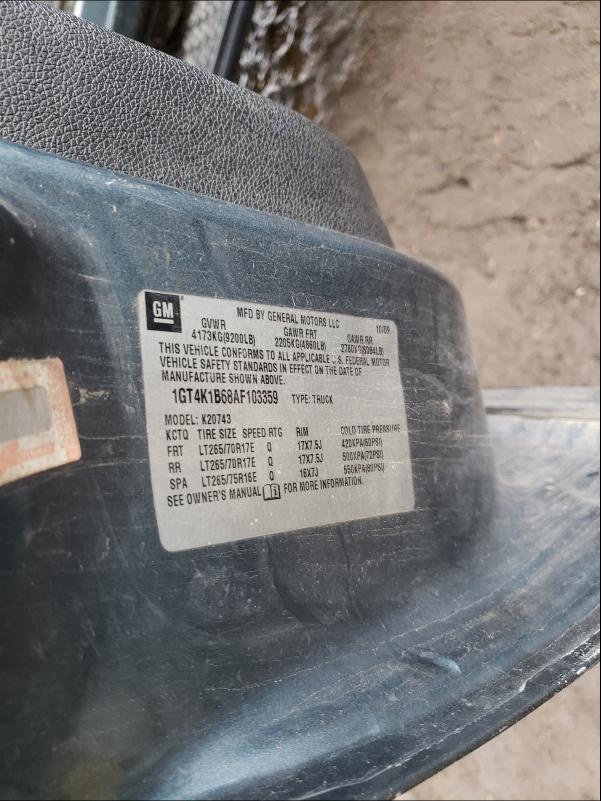 GM
MFD BY GENERAL MOTORS LLC 10/09
GVWR GAWR FRT GAWR RR
4173KG(9200LB) 2205KG(4860LB) 2760KG(6084LB)
THIS VEHICLE CONFORMS TO ALL APPLICABLE U.S. FEDERAL MOTOR
VEHICLE SAFETY STANDARDS IN EFFECT ON THE DATE OF
MANUFACTURE SHOWN ABOVE.
1GT4K1B68AF103359 TYPE: TRUCK
MODEL: K20743
KCTQ TIRE SIZE SPEED RTG RIM COLD TIRE PRESSURE
FRT LT265/70R17E Q 17X7.5J 420KPA(60PSI)
RR LT265/70R17E Q 17X7.5J 500KPA(72PSI)
SPA LT265/75R16E Q 16X7J 550KPA(80PSI)
SEE OWNER'S MANUAL FOR MORE INFORMATION.